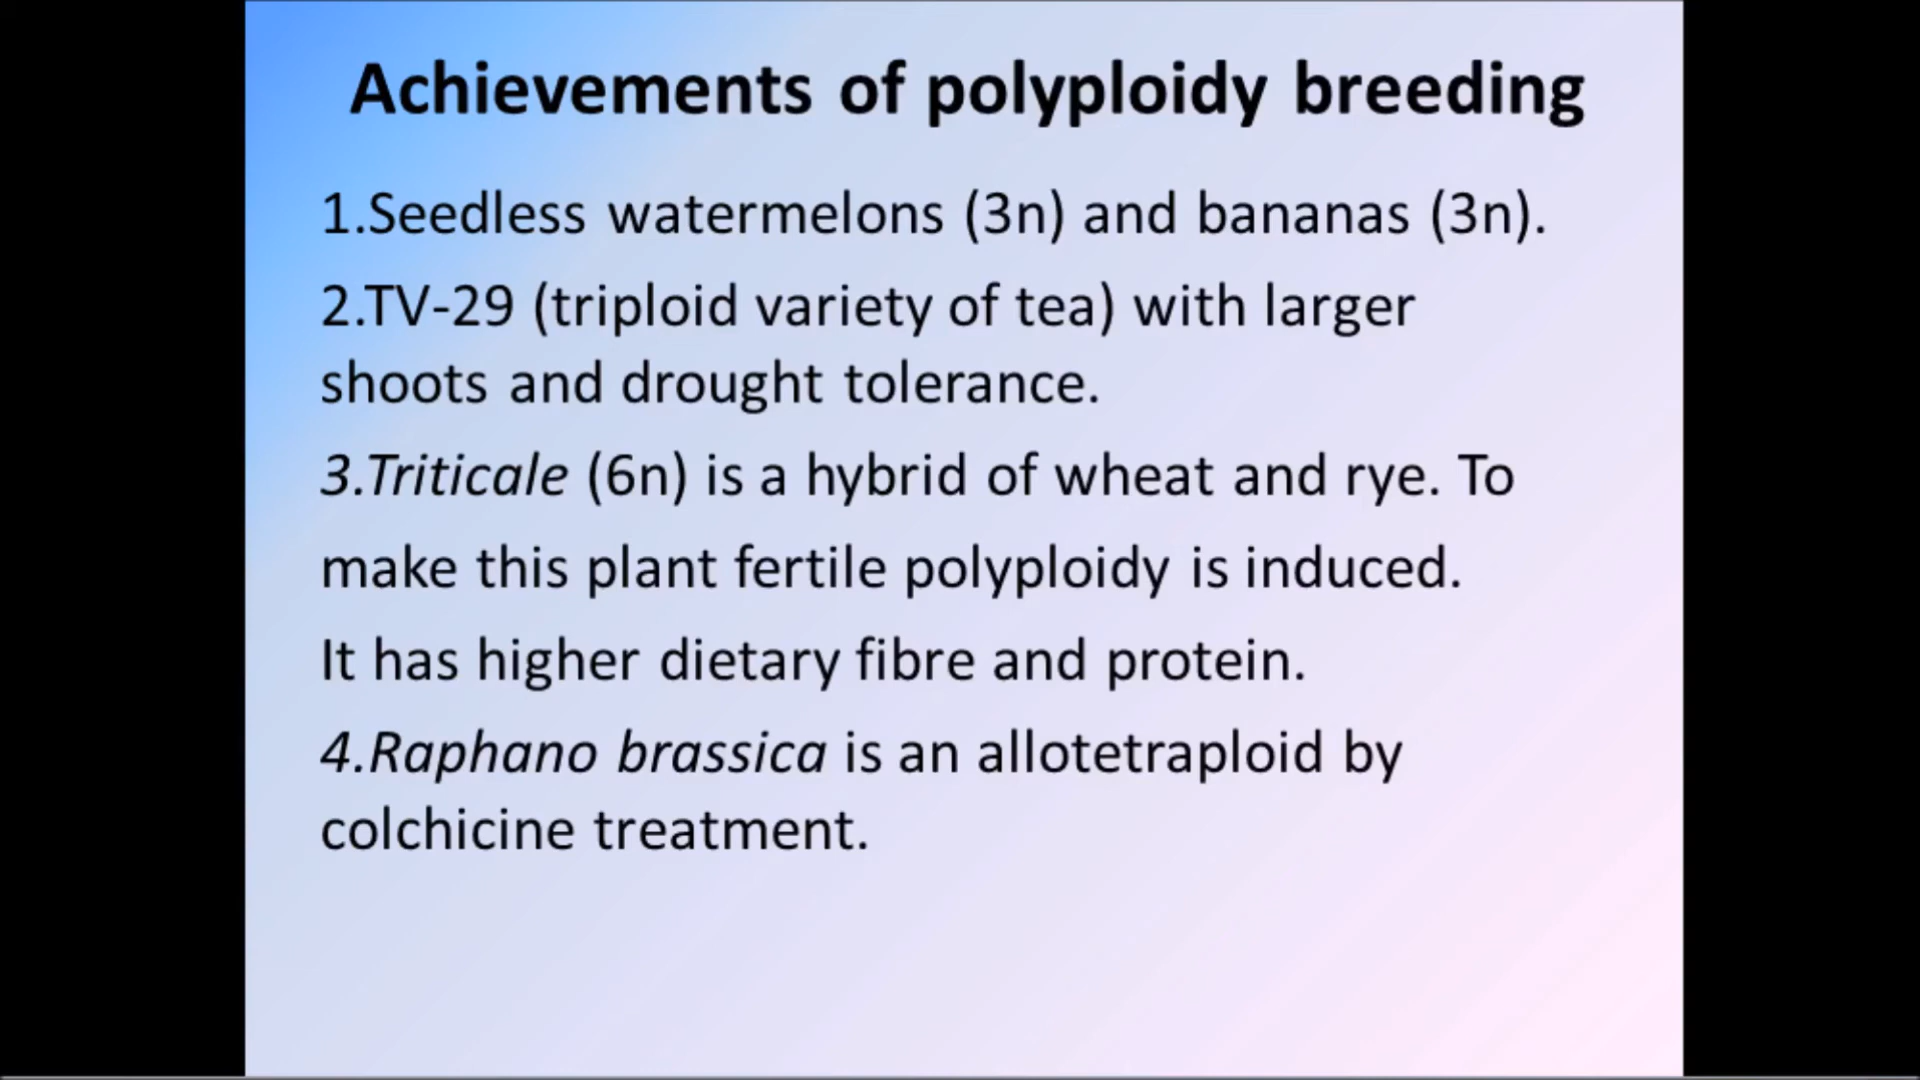 Achievements of polyploidy breeding
1.Seedless watermelons (3n) and bananas (3n).
2.TV-29 (triploid variety of tea) with larger
shoots and drought tolerance.
3.Triticale (6n) is a hybrid of wheat and rye. To
make this plant fertile polyploidy is induced.
It has higher dietary fibre and protein.
4.Raphano brassica is an allotetraploid by
colchicine treatment.